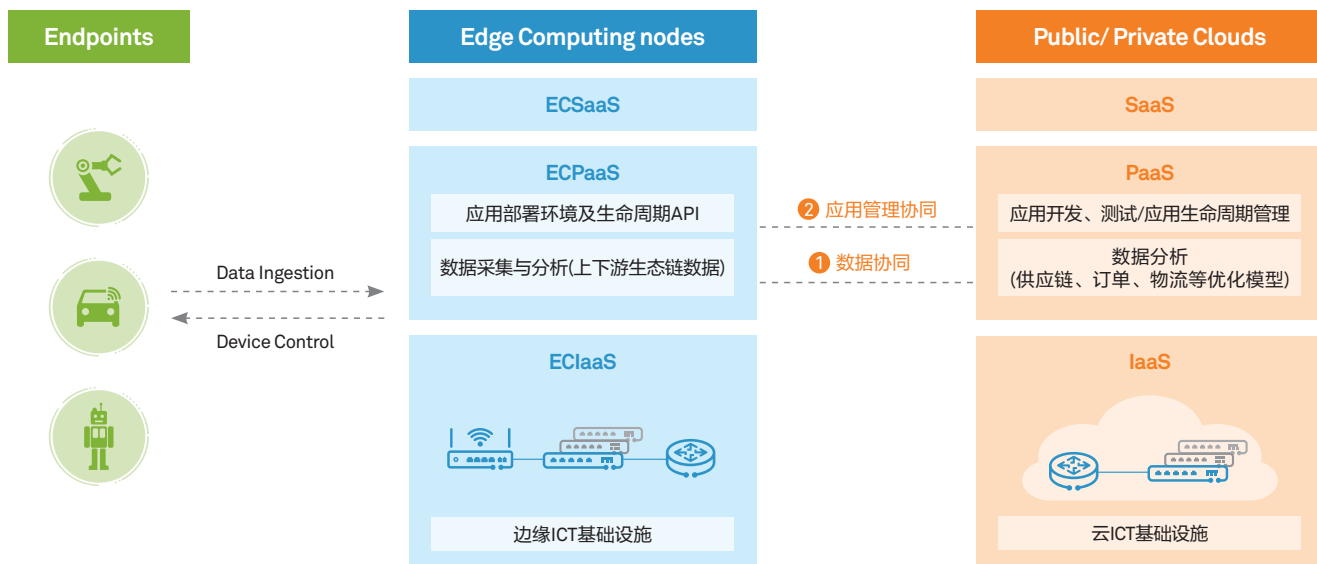 Endpoints
Edge Computing nodes
Public/ Private Clouds
ECSaaS
SaaS
ECPaaS
PaaS
应用部署环境及生命周期API
2 应用管理协同
应用开发、测试/应用生命周期管理
数据采集与分析(上下游生态链数据)
1 数据协同
数据分析
(供应链、订单、物流等优化模型)
Data Ingestion
Device Control
ECIaaS
IaaS
边缘ICT基础设施
云ICT基础设施